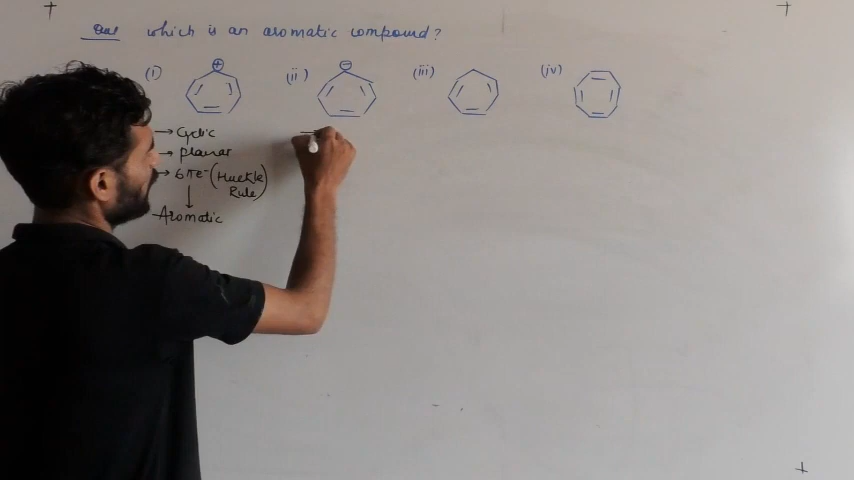 Que which is an aromatic compound?
(i) (ii) (iii) (iv)
→ Cyclic
→ planar
→ 6πe⁻ (Huckle
Rule)
↓
Aromatic